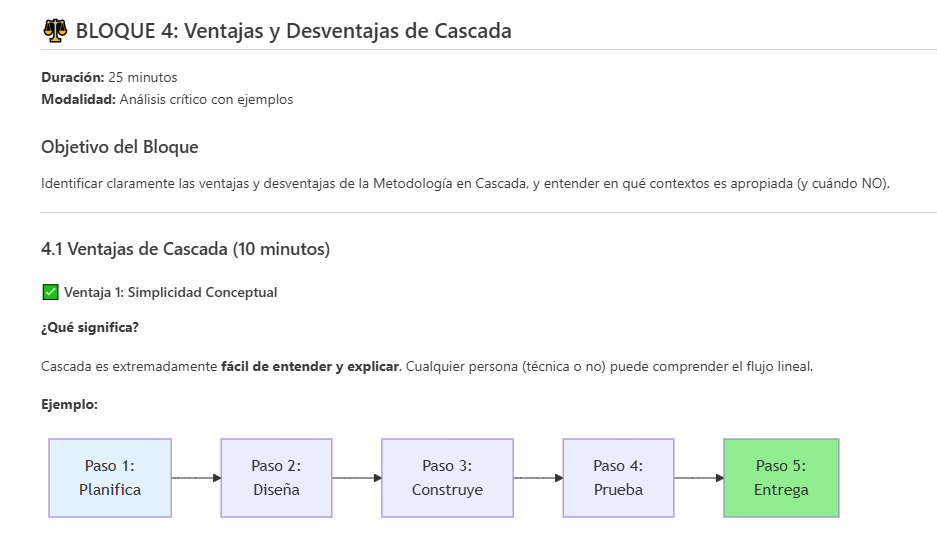 ⚖️ BLOQUE 4: Ventajas y Desventajas de Cascada
Duración: 25 minutos
Modalidad: Análisis crítico con ejemplos
Objetivo del Bloque
Identificar claramente las ventajas y desventajas de la Metodología en Cascada, y entender en qué contextos es apropiada (y cuándo NO).
4.1 Ventajas de Cascada (10 minutos)
✅ Ventaja 1: Simplicidad Conceptual
¿Qué significa?
Cascada es extremadamente fácil de entender y explicar. Cualquier persona (técnica o no) puede comprender el flujo lineal.
Ejemplo:
Paso 1:
Planifica
Paso 2:
Diseña
Paso 3:
Construye
Paso 4:
Prueba
Paso 5:
Entrega